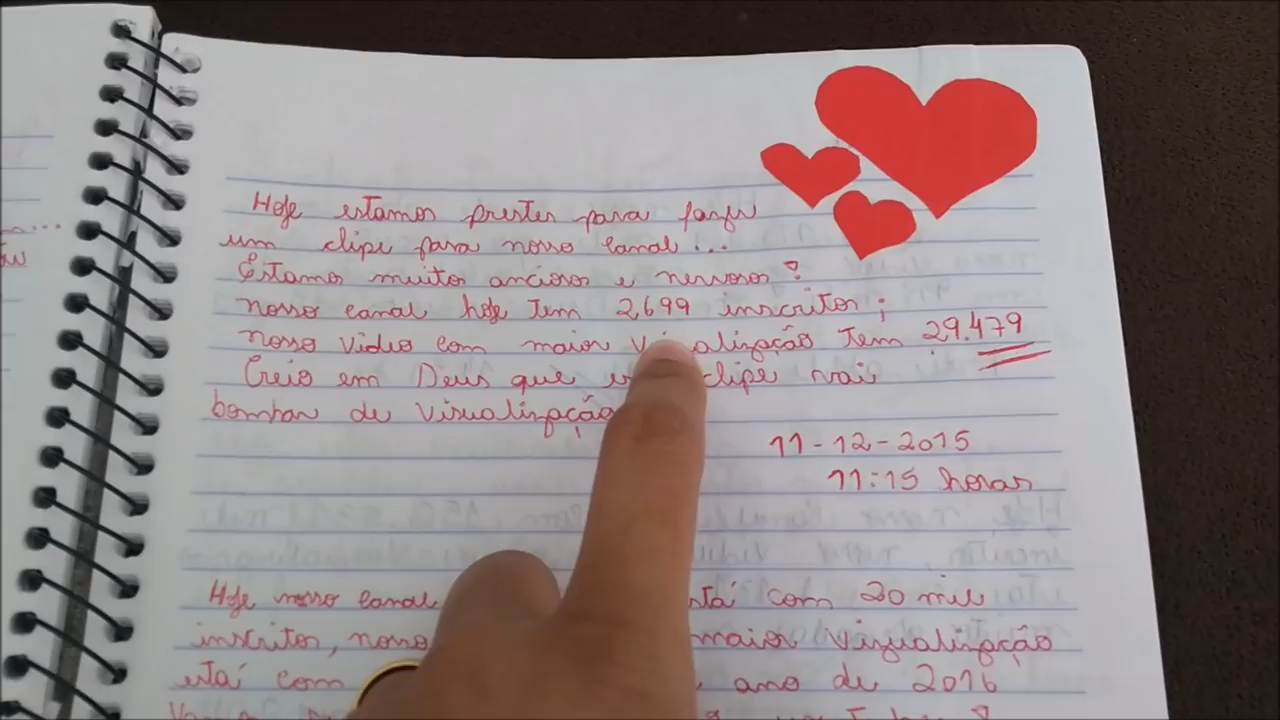 Hoje estamos prestes para fazer
um clipe para nosso canal...
Estamos muitos anciosos e nervosos!
nosso canal hoje tem 2,699 inscritos;
nosso video com maior visualização tem 29.479
Creio em Deus que clipe vai
bombar de visualização
11-12-2015
11:15 horas
Hoje nosso canal está com 20 mil
inscritos, nosso maior vizualização
está com ano de 2016